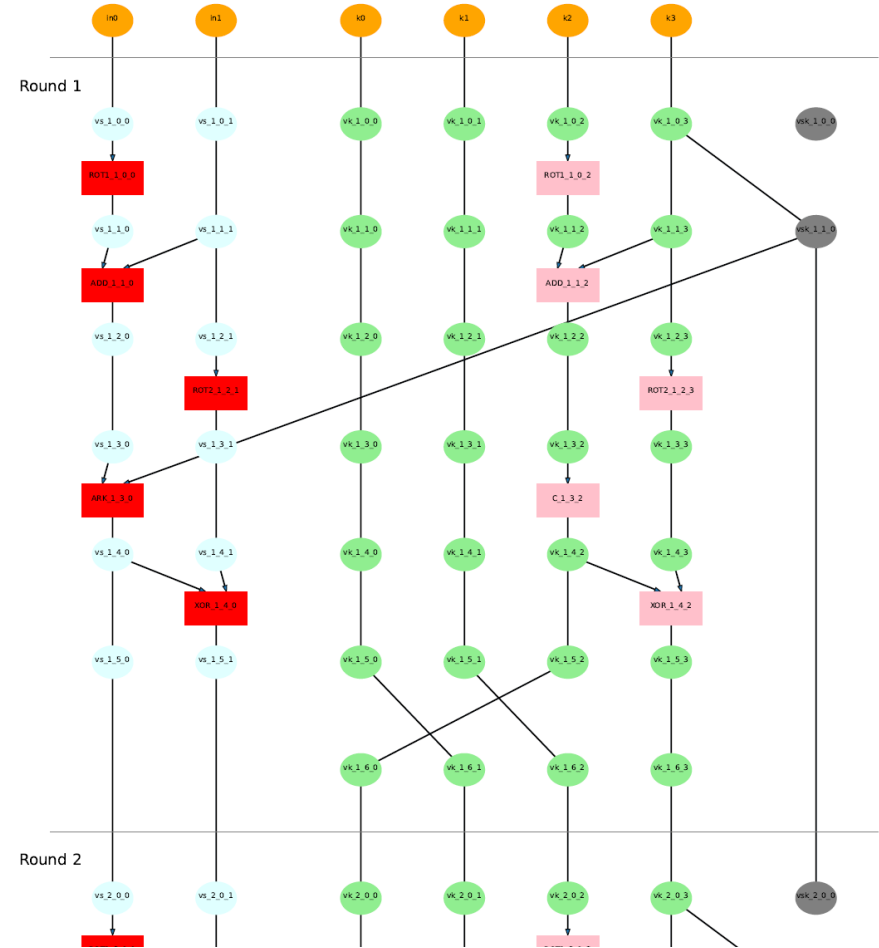 in0 in1 k0 k1 k2 k3
Round 1
vs_1_0_0 vs_1_0_1 vk_1_0_0 vk_1_0_1 vk_1_0_2 vk_1_0_3 vsk_1_0_0
ROT1_1_0_0 ROT1_1_0_2
vs_1_1_0 vs_1_1_1 vk_1_1_0 vk_1_1_1 vk_1_1_2 vk_1_1_3 vsk_1_1_0
ADD_1_1_0 ADD_1_1_2
vs_1_2_0 vs_1_2_1 vk_1_2_0 vk_1_2_1 vk_1_2_2 vk_1_2_3
ROT2_1_2_1 ROT2_1_2_3
vs_1_3_0 vs_1_3_1 vk_1_3_0 vk_1_3_1 vk_1_3_2 vk_1_3_3
ARK_1_3_0 C_1_3_2
vs_1_4_0 vs_1_4_1 vk_1_4_0 vk_1_4_1 vk_1_4_2 vk_1_4_3
XOR_1_4_0 XOR_1_4_2
vs_1_5_0 vs_1_5_1 vk_1_5_0 vk_1_5_1 vk_1_5_2 vk_1_5_3
vk_1_6_0 vk_1_6_1 vk_1_6_2 vk_1_6_3
Round 2
vs_2_0_0 vs_2_0_1 vk_2_0_0 vk_2_0_1 vk_2_0_2 vk_2_0_3 vsk_2_0_0